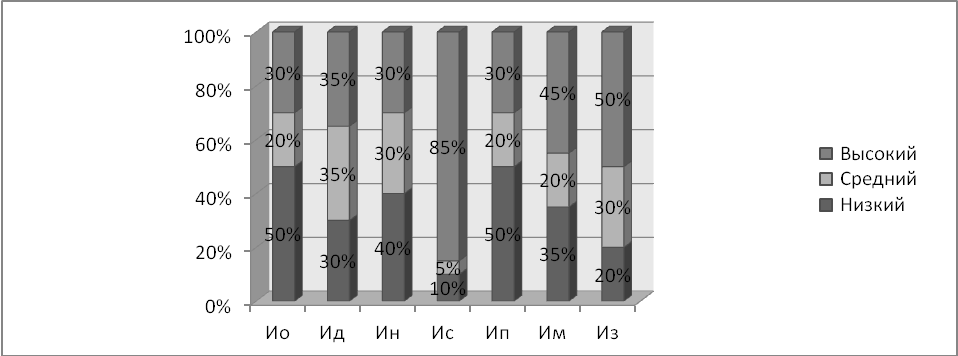 100%
80%
60%
40%
20%
0%
30% 35% 30% 85% 30% 45% 50%
20% 35% 30% 5% 20% 20% 30%
50% 30% 40% 10% 50% 35% 20%
Ио Ид Ин Ис Ип Им Из
Высокий
Средний
Низкий